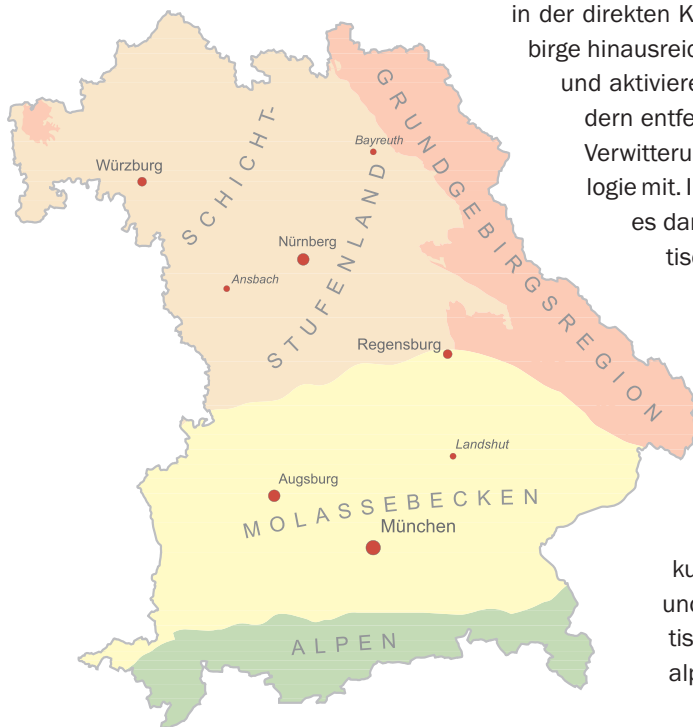 in der direkten K
birge hinausreic
und aktiviere
dern entfe
Verwitteru
logie mit. I
es dar
tisc
SCHICHT-
GRUNDGEBIRGSREGION
Bayreuth
Würzburg
STUFENLAND
Nürnberg
Ansbach
Regensburg
Landshut
Augsburg
MOLASSEBECKEN
München
ku
und
tis
alp
ALPEN